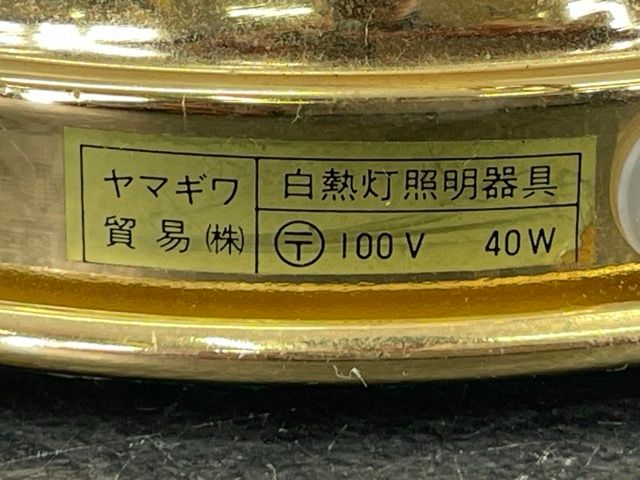 ヤマギワ
貿易(株)
白熱灯照明器具
〶 100V 40W